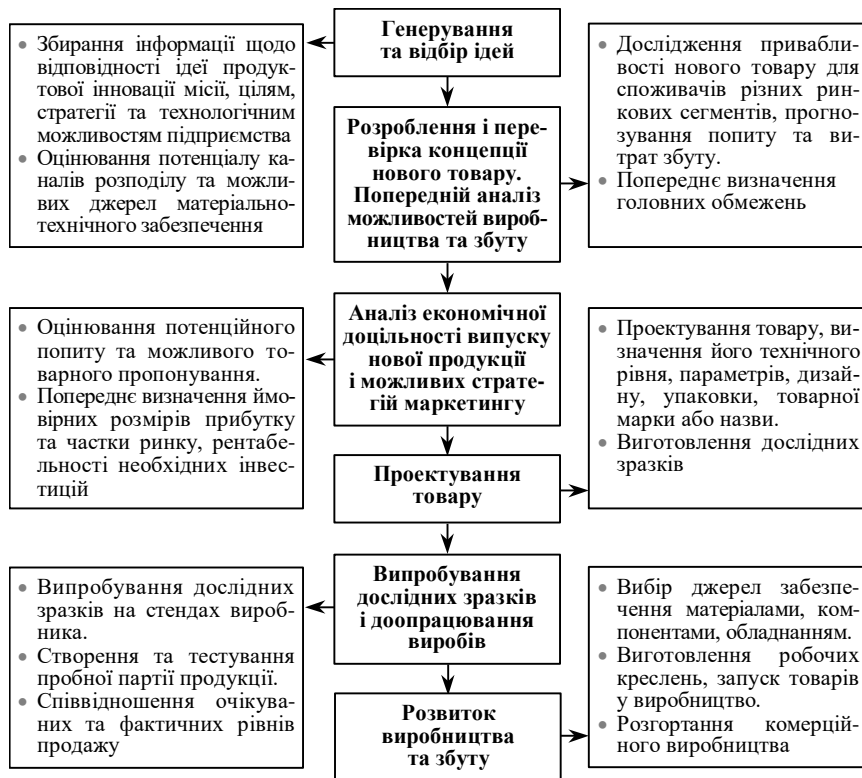 Генерування
та відбір ідей
• Збирання інформації щодо
відповідності ідеї продук-
тової інновації місії, цілям,
стратегії та технологічним
можливостям підприємства
• Оцінювання потенціалу ка-
налів розподілу та можли-
вих джерел матеріально-
технічного забезпечення
Розроблення і пере-
вірка концепції
нового товару.
Попередній аналіз
можливостей вироб-
ництва та збуту
• Дослідження привабли-
вості нового товару для
споживачів різних рин-
кових сегментів, прогно-
зування попиту та ви-
трат збуту.
• Попереднє визначення
головних обмежень
Аналіз економічної
доцільності випуску
нової продукції
і можливих страте-
гій маркетингу
• Оцінювання потенційного
попиту та можливого то-
варного пропонування.
• Попереднє визначення ймо-
вірних розмірів прибутку
та частки ринку, рентабе-
льності необхідних інвес-
тицій
Проектування
товару
• Проектування товару, ви-
значення його технічного
рівня, параметрів, дизай-
ну, упаковки, товарної
марки або назви.
• Виготовлення дослідних
зразків
Випробування
дослідних зразків
і доопрацювання
виробів
• Випробування дослідних
зразків на стендах вироб-
ника.
• Створення та тестування
пробної партії продукції.
• Співвідношення очікува-
них та фактичних рівнів
продажу
Розвиток
виробництва
та збуту
• Вибір джерел забезпе-
чення матеріалами, ком-
понентами, обладнанням.
• Виготовлення робочих
креслень, запуск товарів
у виробництво.
• Розгортання комерцій-
ного виробництва